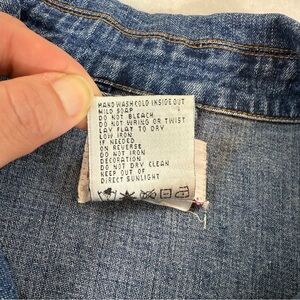 HAND WASH COLD INSIDE OUT
MILD SOAP
DO NOT BLEACH
DO NOT WRING OR TWIST
LAY FLAT TO DRY
LOW IRON
IF NEEDED
ON REVERSE
DO NOT IRON
DECORATION
DO NOT DRY CLEAN
KEEP OUT OF
DIRECT SUNLIGHT